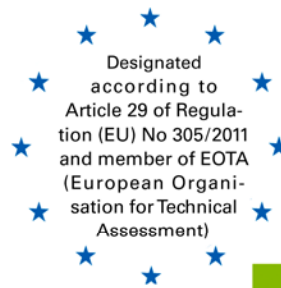 Designated
according to
Article 29 of Regula-
tion (EU) No 305/2011
and member of EOTA
(European Organi-
sation for Technical
Assessment)